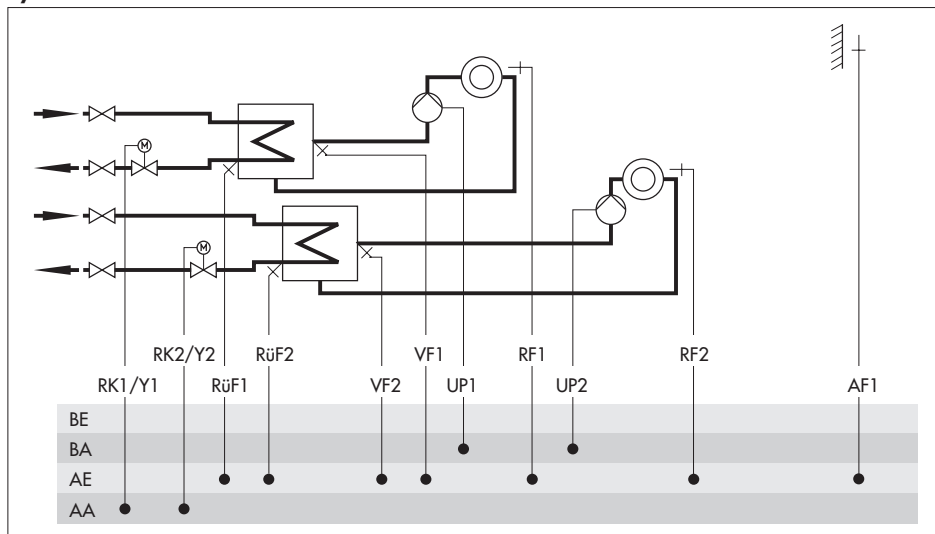 M
M
RK2/Y2 RüF2 VF1 RF1 RF2
RK1/Y1 RüF1 VF2 UP1 UP2 AF1
BE
BA
AE
AA